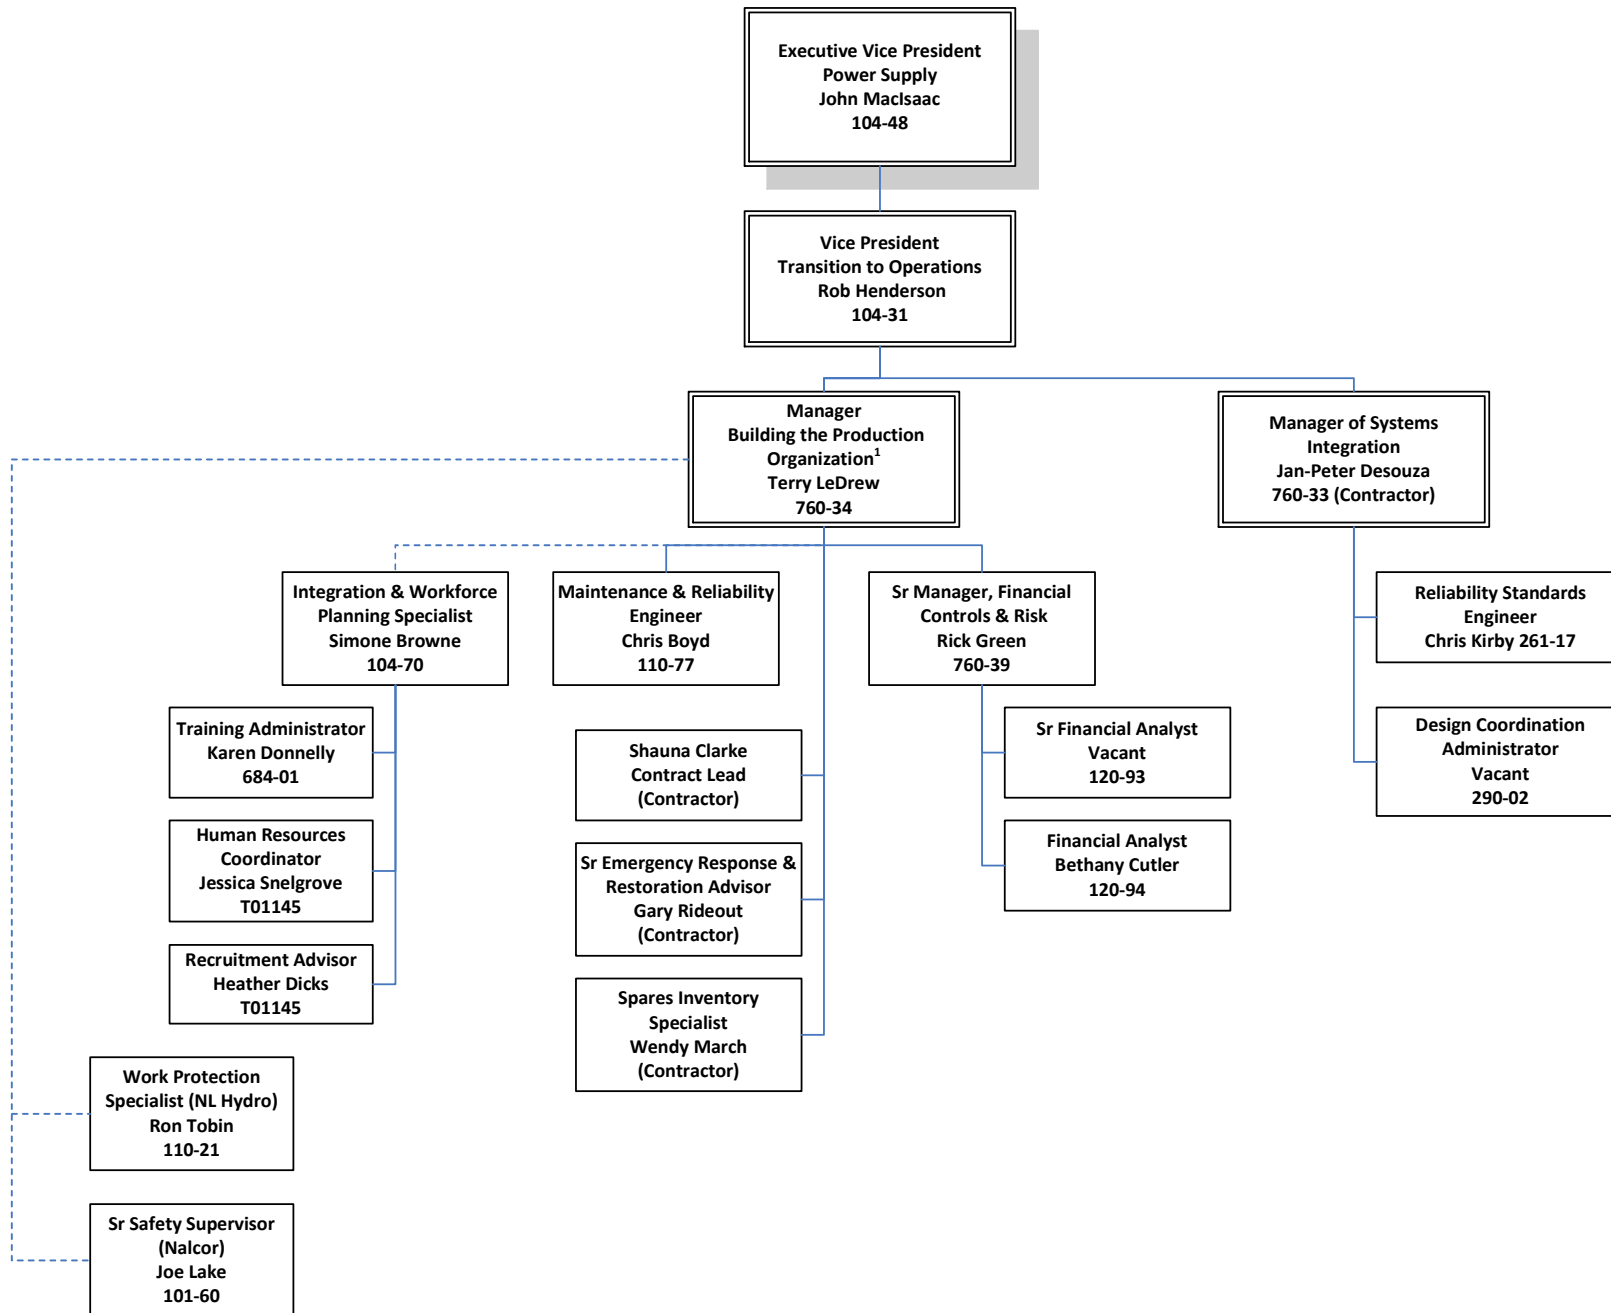 Executive Vice President
Power Supply
John MacIsaac
104-48
Vice President
Transition to Operations
Rob Henderson
104-31
Manager
Building the Production
Organization¹
Terry LeDrew
760-34
Manager of Systems
Integration
Jan-Peter Desouza
760-33 (Contractor)
Integration & Workforce
Planning Specialist
Simone Browne
104-70
Maintenance & Reliability
Engineer
Chris Boyd
110-77
Sr Manager, Financial
Controls & Risk
Rick Green
760-39
Reliability Standards
Engineer
Chris Kirby 261-17
Training Administrator
Karen Donnelly
684-01
Shauna Clarke
Contract Lead
(Contractor)
Sr Financial Analyst
Vacant
120-93
Design Coordination
Administrator
Vacant
290-02
Human Resources
Coordinator
Jessica Snelgrove
T01145
Sr Emergency Response &
Restoration Advisor
Gary Rideout
(Contractor)
Financial Analyst
Bethany Cutler
120-94
Recruitment Advisor
Heather Dicks
T01145
Spares Inventory
Specialist
Wendy March
(Contractor)
Work Protection
Specialist (NL Hydro)
Ron Tobin
110-21
Sr Safety Supervisor
(Nalcor)
Joe Lake
101-60